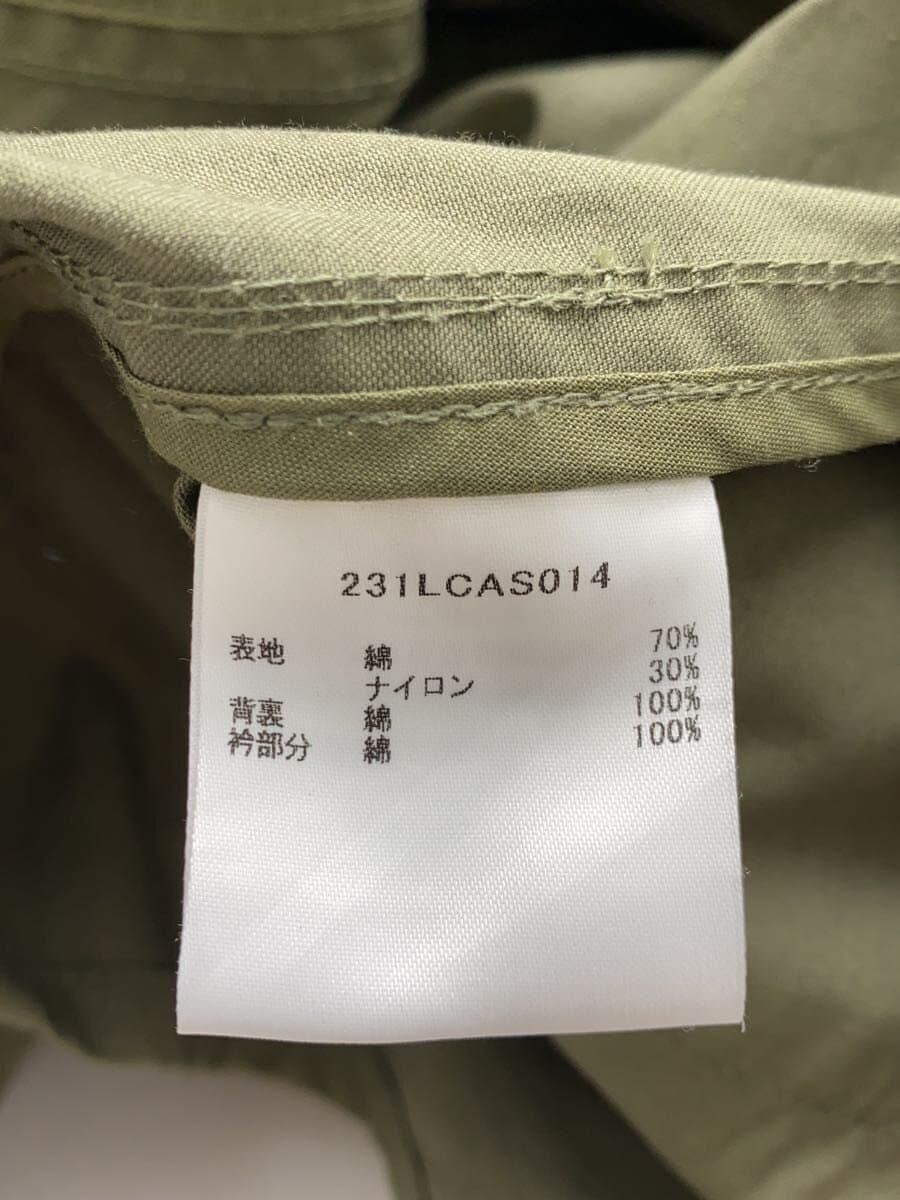 231LCAS014
表地 綿 70%
ナイロン 30%
背裏 綿 100%
衿部分 綿 100%